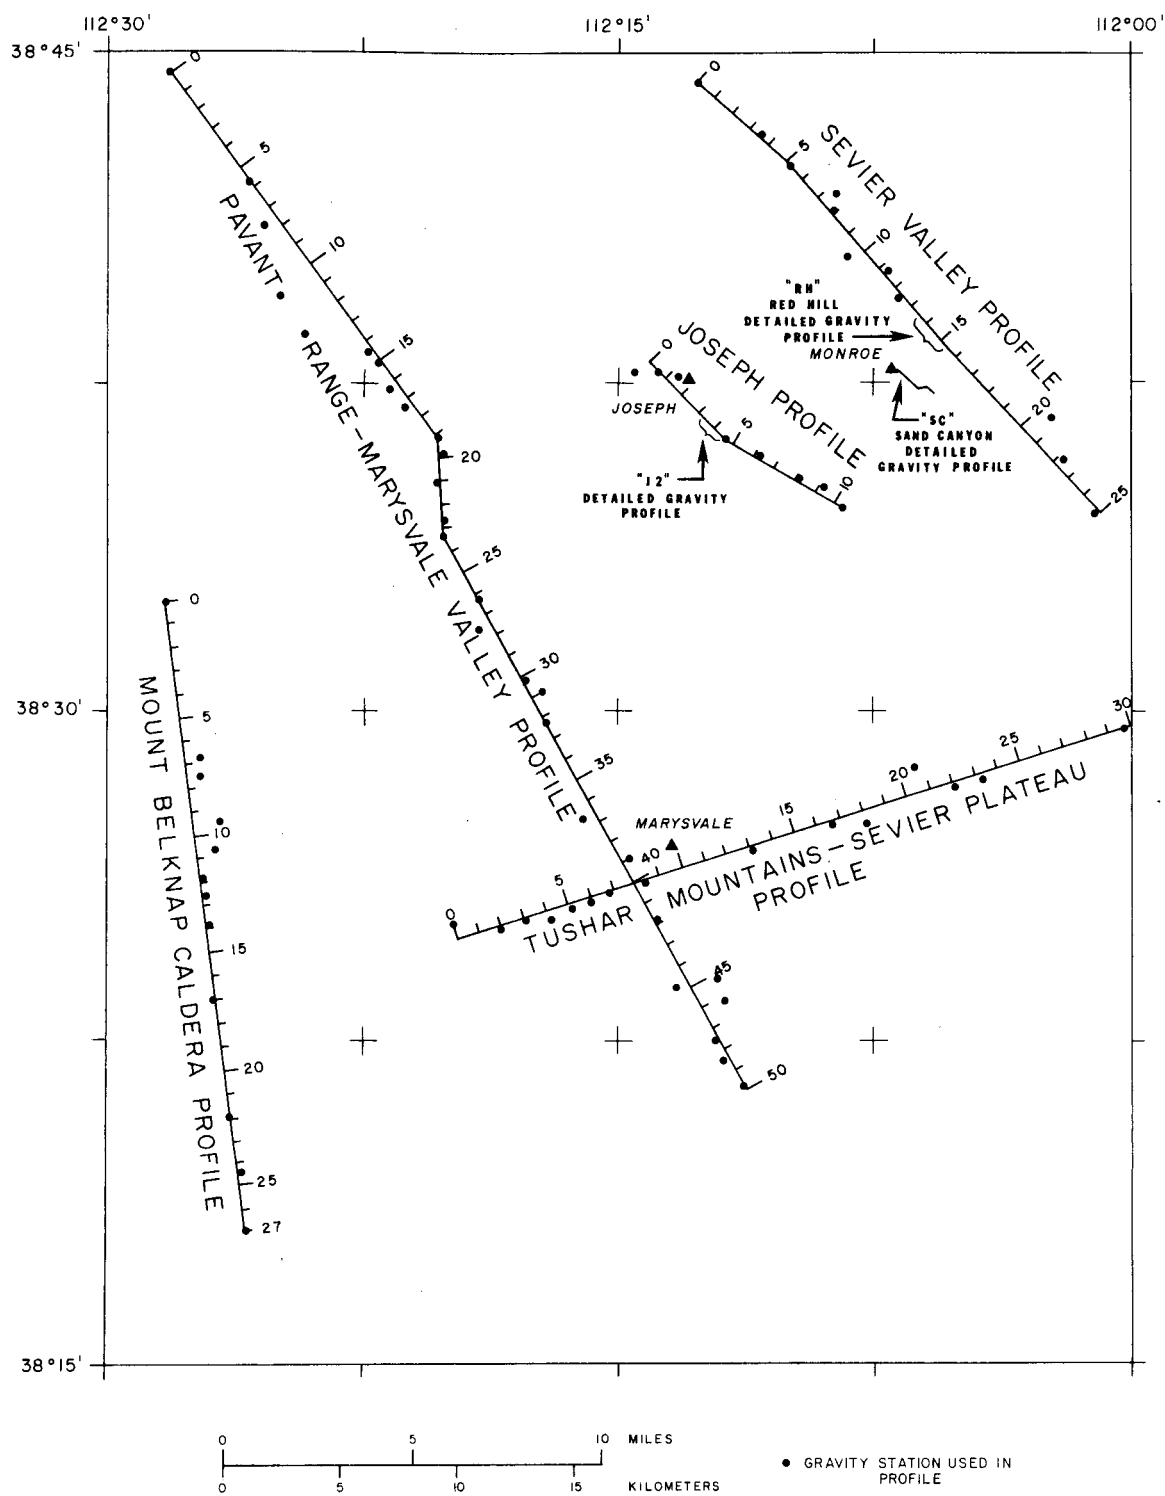 112°30' 112°15' 112°00'
38°45'
38°30'
38°15'
0
5
10
15
20
25
30
35
40
45
50
PAVANT RANGE–MARYSVALE VALLEY PROFILE
0
5
10
15
20
25
SEVIER VALLEY PROFILE
"RH"
RED HILL
DETAILED GRAVITY
PROFILE
MONROE
"SC"
SAND CANYON
DETAILED
GRAVITY PROFILE
0
5
10
JOSEPH PROFILE
JOSEPH
"J2"
DETAILED GRAVITY
PROFILE
0
5
10
15
20
25
27
MOUNT BELKNAP CALDERA PROFILE
MARYSVALE
0
5
15
20
25
30
TUSHAR MOUNTAINS–SEVIER PLATEAU
PROFILE
0 5 10 MILES
0 5 10 15 KILOMETERS
GRAVITY STATION USED IN
PROFILE